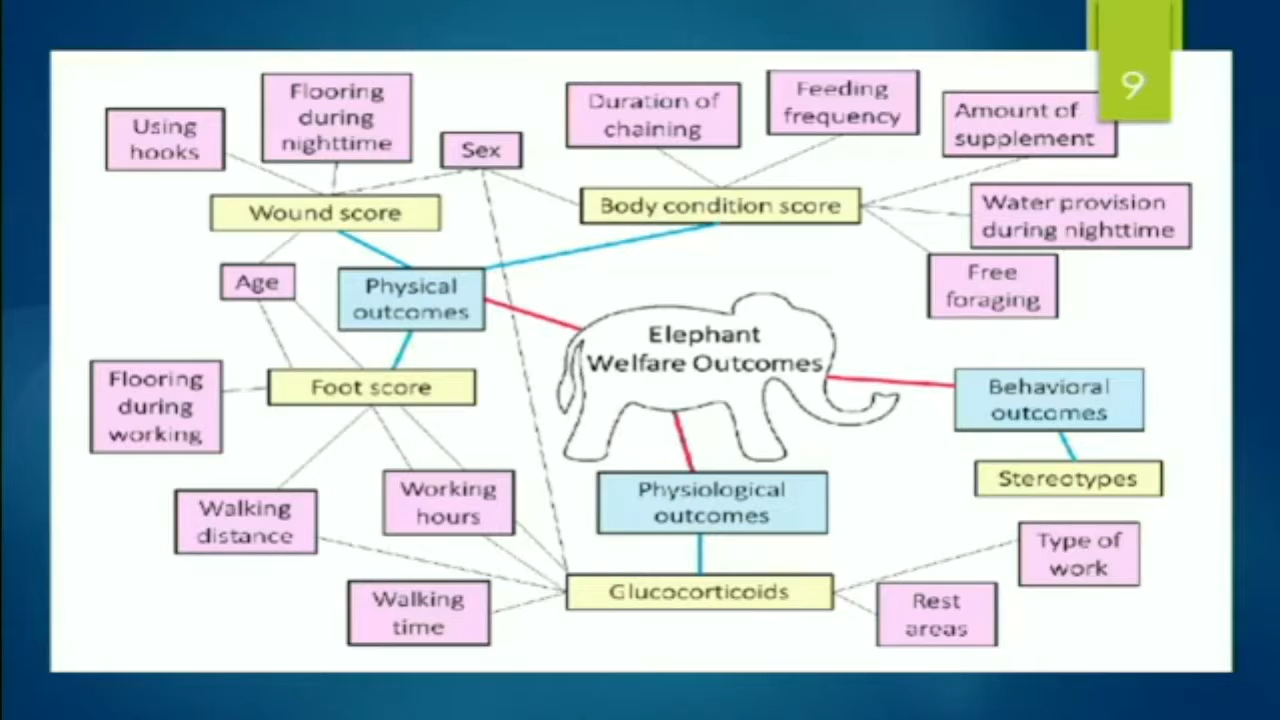 9
Using
hooks
Flooring
during
nighttime
Sex
Duration of
chaining
Feeding
frequency
Amount of
supplement
Wound score
Body condition score
Water provision
during nighttime
Age
Physical
outcomes
Free
foraging
Elephant
Welfare Outcomes
Flooring
during
working
Foot score
Behavioral
outcomes
Stereotypes
Walking
distance
Working
hours
Physiological
outcomes
Type of
work
Walking
time
Glucocorticoids
Rest
areas